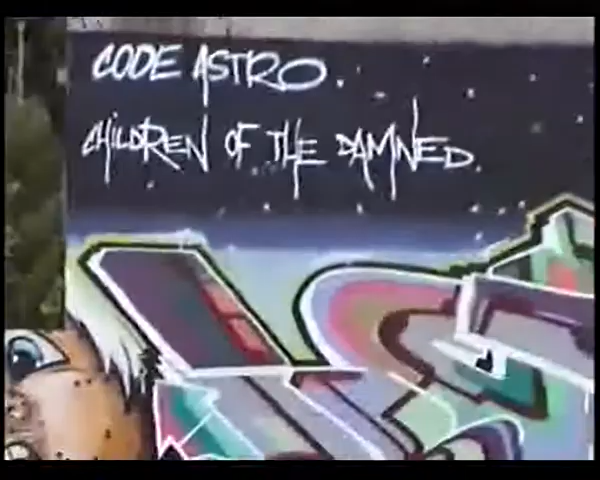 CODE ASTRO.
CHILDREN OF THE DAMNED.